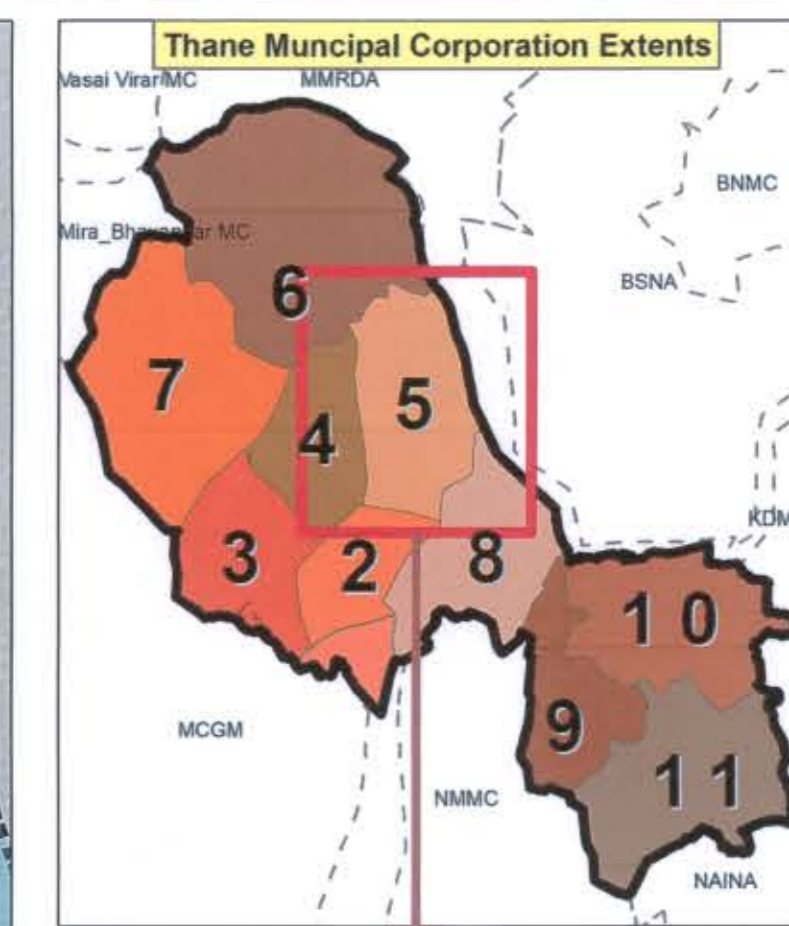 Thane Muncipal Corporation Extents
Vasai Virar MC
MMRDA
BNMC
Mira_Bhayandar MC
BSNA
6
7
5
4
KDM
3
2
8
10
9
MCGM
11
NMMC
NAINA